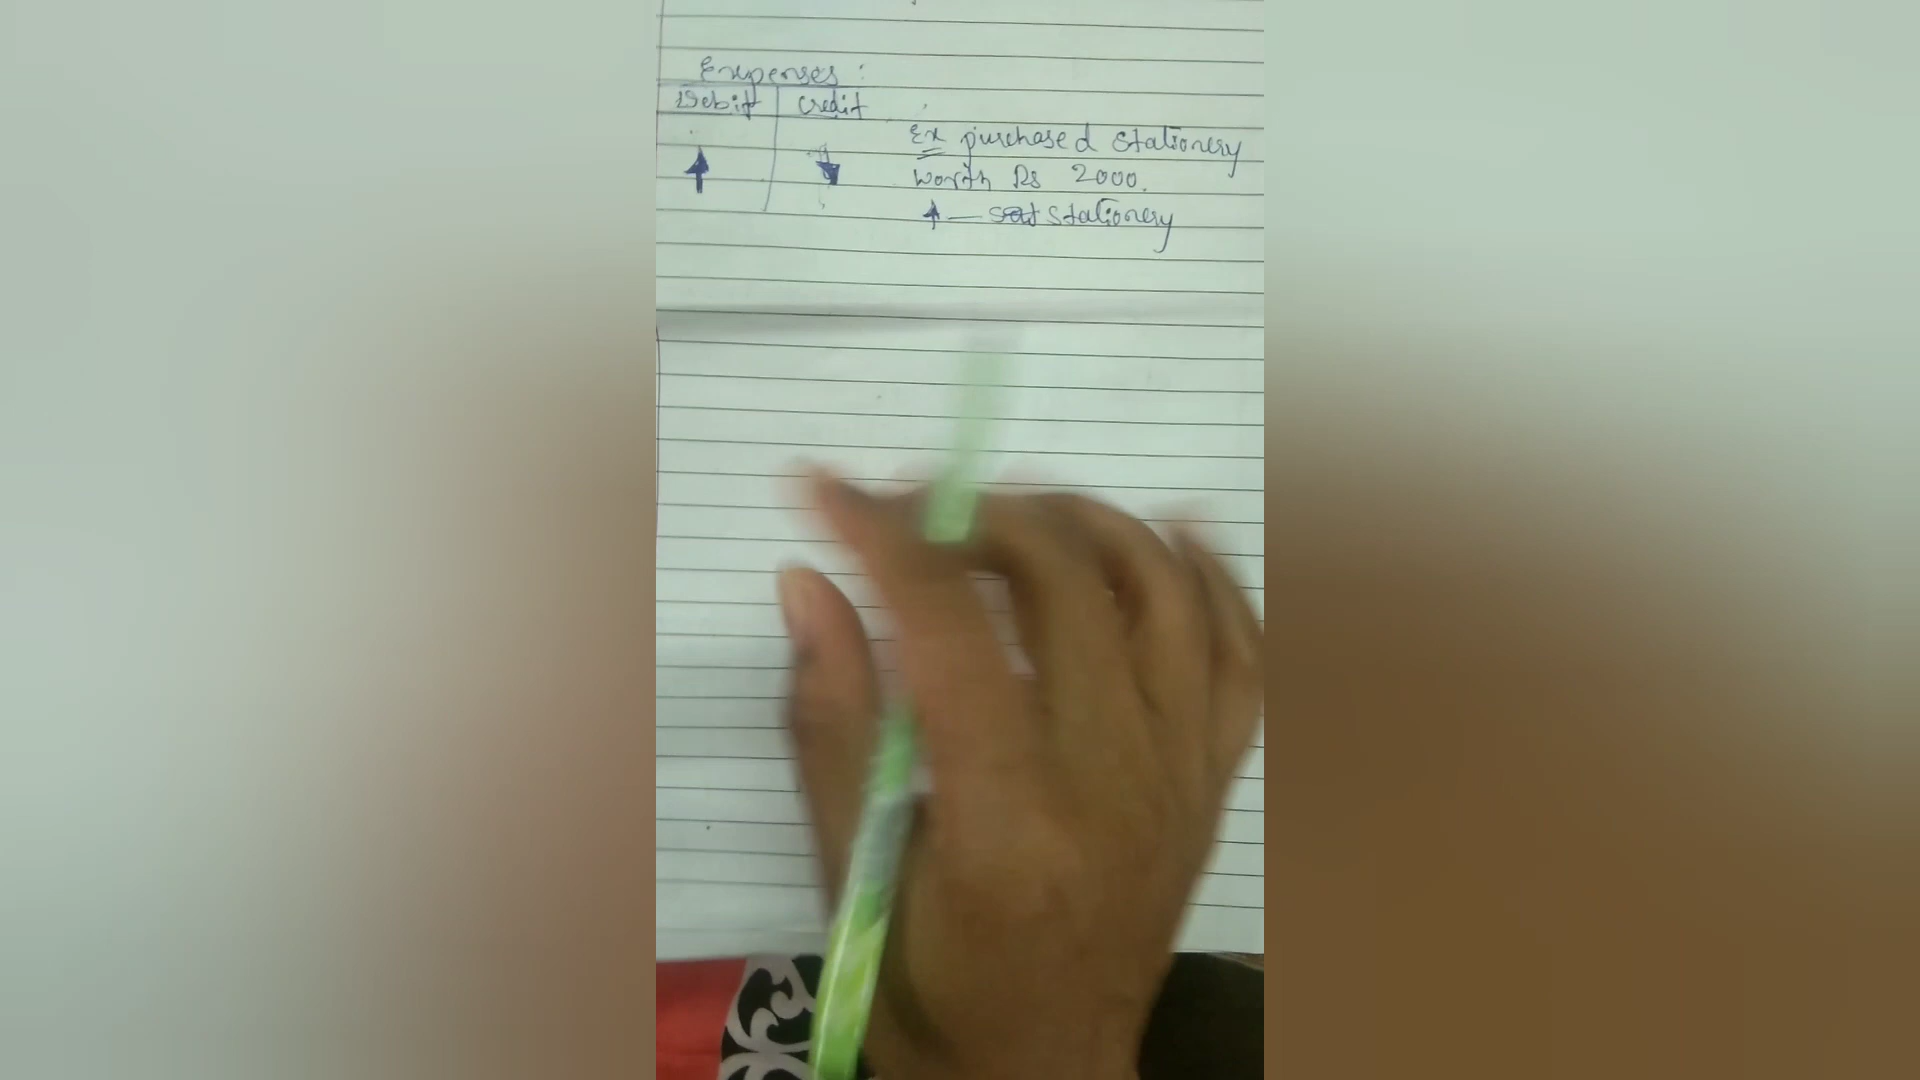 Expenses :
Debit Credit
Ex purchased stationery
worth Rs 2000.
↑ — stationery